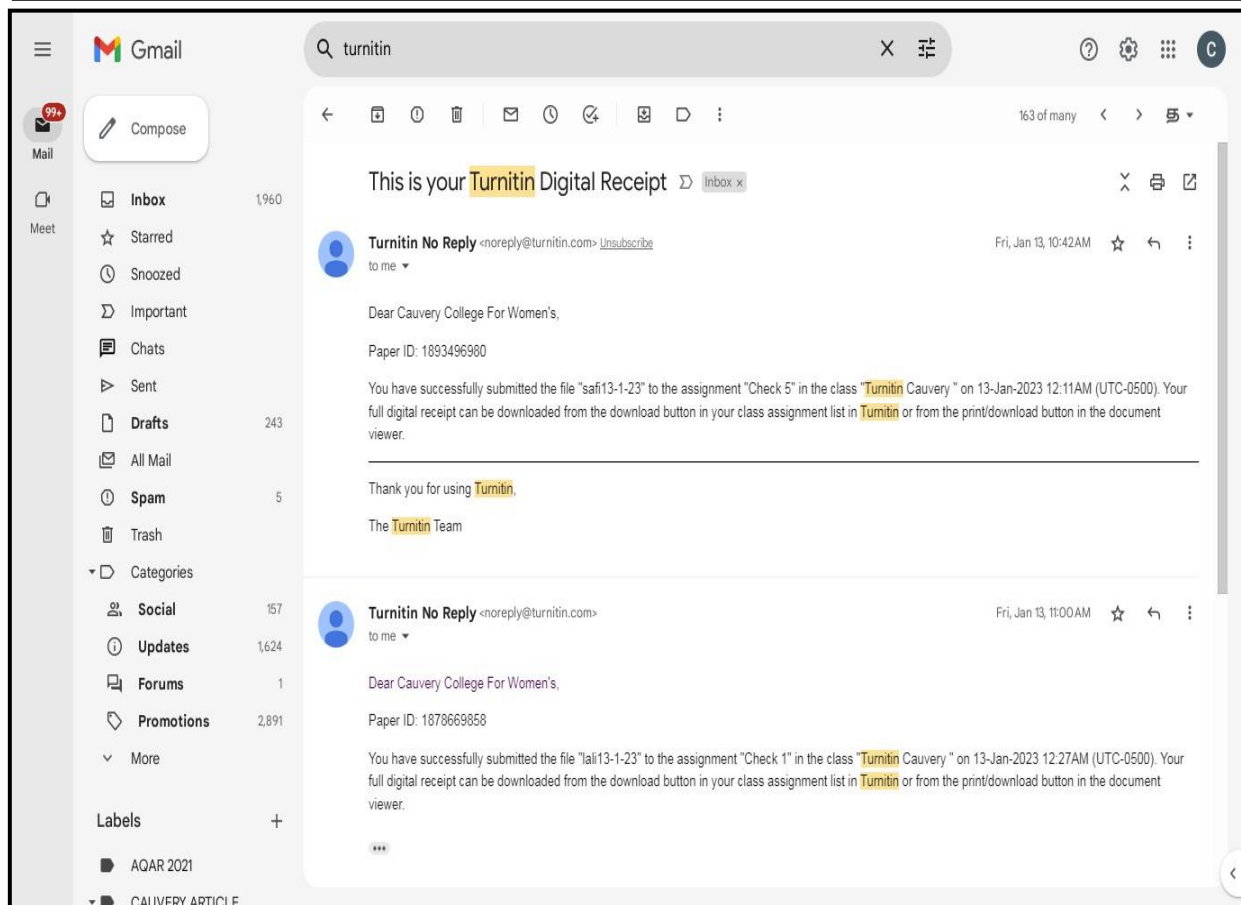 Gmail
turnitin
C
99+
Mail
Meet
Compose
Inbox 1,960
Starred
Snoozed
Important
Chats
Sent
Drafts 243
All Mail
Spam 5
Trash
Categories
Social 157
Updates 1,624
Forums 1
Promotions 2,891
More
Labels +
AQAR 2021
CAUVERY ARTICLE
163 of many
This is your Turnitin Digital Receipt Inbox x
Turnitin No Reply <noreply@turnitin.com> Unsubscribe Fri, Jan 13, 10:42AM
to me
Dear Cauvery College For Women's,
Paper ID: 1893496980
You have successfully submitted the file "safi13-1-23" to the assignment "Check 5" in the class "Turnitin Cauvery " on 13-Jan-2023 12:11AM (UTC-0500). Your
full digital receipt can be downloaded from the download button in your class assignment list in Turnitin or from the print/download button in the document
viewer.
Thank you for using Turnitin,
The Turnitin Team
Turnitin No Reply <noreply@turnitin.com> Fri, Jan 13, 11:00AM
to me
Dear Cauvery College For Women's,
Paper ID: 1878669858
You have successfully submitted the file "lali13-1-23" to the assignment "Check 1" in the class "Turnitin Cauvery " on 13-Jan-2023 12:27AM (UTC-0500). Your
full digital receipt can be downloaded from the download button in your class assignment list in Turnitin or from the print/download button in the document
viewer.